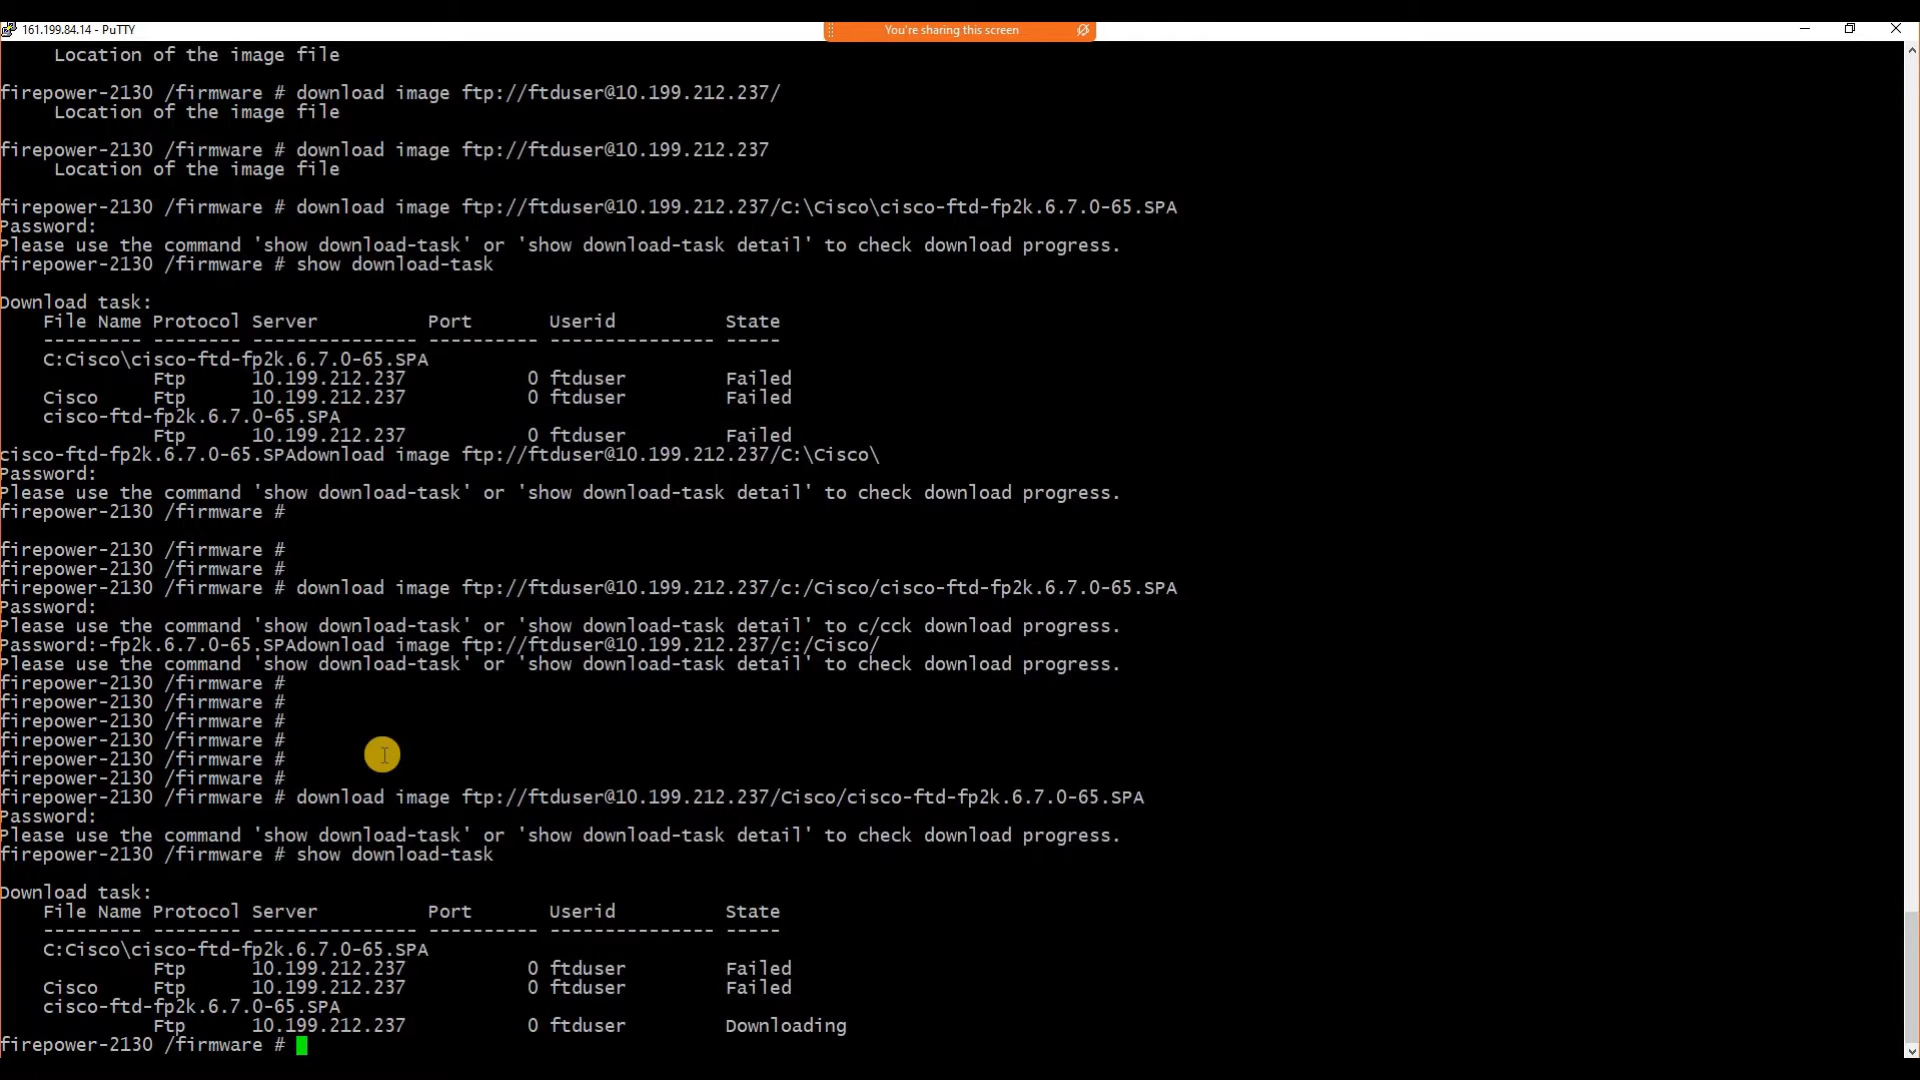 161.199.84.14 - PuTTY
You're sharing this screen
Location of the image file
firepower-2130 /firmware # download image ftp://ftduser@10.199.212.237/
Location of the image file
firepower-2130 /firmware # download image ftp://ftduser@10.199.212.237
Location of the image file
firepower-2130 /firmware # download image ftp://ftduser@10.199.212.237/C:\Cisco\cisco-ftd-fp2k.6.7.0-65.SPA
Password:
Please use the command 'show download-task' or 'show download-task detail' to check download progress.
firepower-2130 /firmware # show download-task
Download task:
File Name Protocol Server Port Userid State
--------- -------- --------------- ---------- --------------- -----
C:Cisco\cisco-ftd-fp2k.6.7.0-65.SPA
Ftp 10.199.212.237 0 ftduser Failed
Cisco Ftp 10.199.212.237 0 ftduser Failed
cisco-ftd-fp2k.6.7.0-65.SPA
Ftp 10.199.212.237 0 ftduser Failed
cisco-ftd-fp2k.6.7.0-65.SPAdownload image ftp://ftduser@10.199.212.237/C:\Cisco\
Password:
Please use the command 'show download-task' or 'show download-task detail' to check download progress.
firepower-2130 /firmware #
firepower-2130 /firmware #
firepower-2130 /firmware #
firepower-2130 /firmware # download image ftp://ftduser@10.199.212.237/c:/Cisco/cisco-ftd-fp2k.6.7.0-65.SPA
Password:
Please use the command 'show download-task' or 'show download-task detail' to c/cck download progress.
Password:-fp2k.6.7.0-65.SPAdownload image ftp://ftduser@10.199.212.237/c:/Cisco/
Please use the command 'show download-task' or 'show download-task detail' to check download progress.
firepower-2130 /firmware #
firepower-2130 /firmware #
firepower-2130 /firmware #
firepower-2130 /firmware #
firepower-2130 /firmware #
firepower-2130 /firmware #
firepower-2130 /firmware # download image ftp://ftduser@10.199.212.237/Cisco/cisco-ftd-fp2k.6.7.0-65.SPA
Password:
Please use the command 'show download-task' or 'show download-task detail' to check download progress.
firepower-2130 /firmware # show download-task
Download task:
File Name Protocol Server Port Userid State
--------- -------- --------------- ---------- --------------- -----
C:Cisco\cisco-ftd-fp2k.6.7.0-65.SPA
Ftp 10.199.212.237 0 ftduser Failed
Cisco Ftp 10.199.212.237 0 ftduser Failed
cisco-ftd-fp2k.6.7.0-65.SPA
Ftp 10.199.212.237 0 ftduser Downloading
firepower-2130 /firmware #